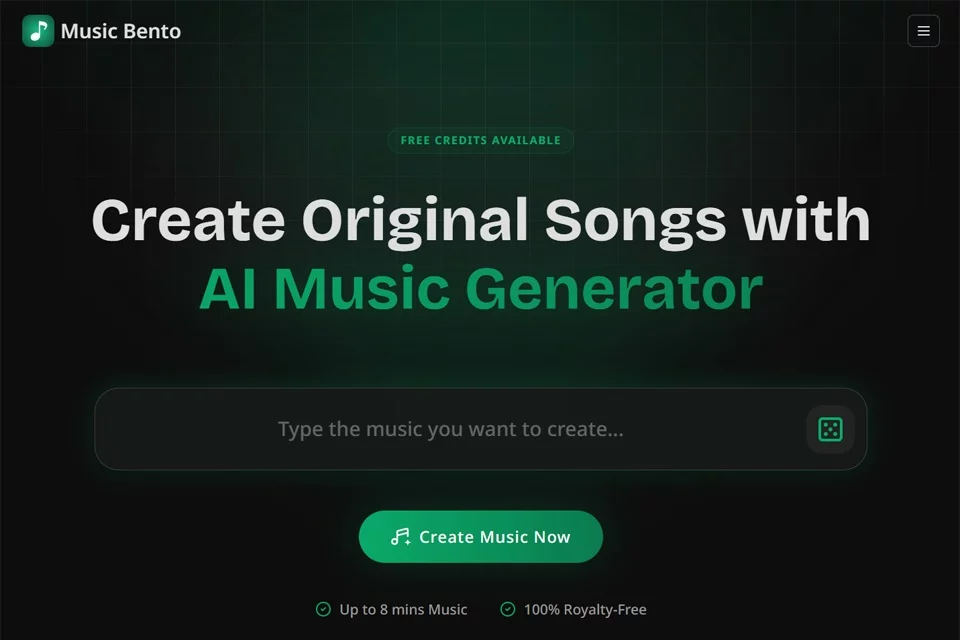 Music Bento
FREE CREDITS AVAILABLE
Create Original Songs with
AI Music Generator
Type the music you want to create...
Create Music Now
Up to 8 mins Music
100% Royalty-Free